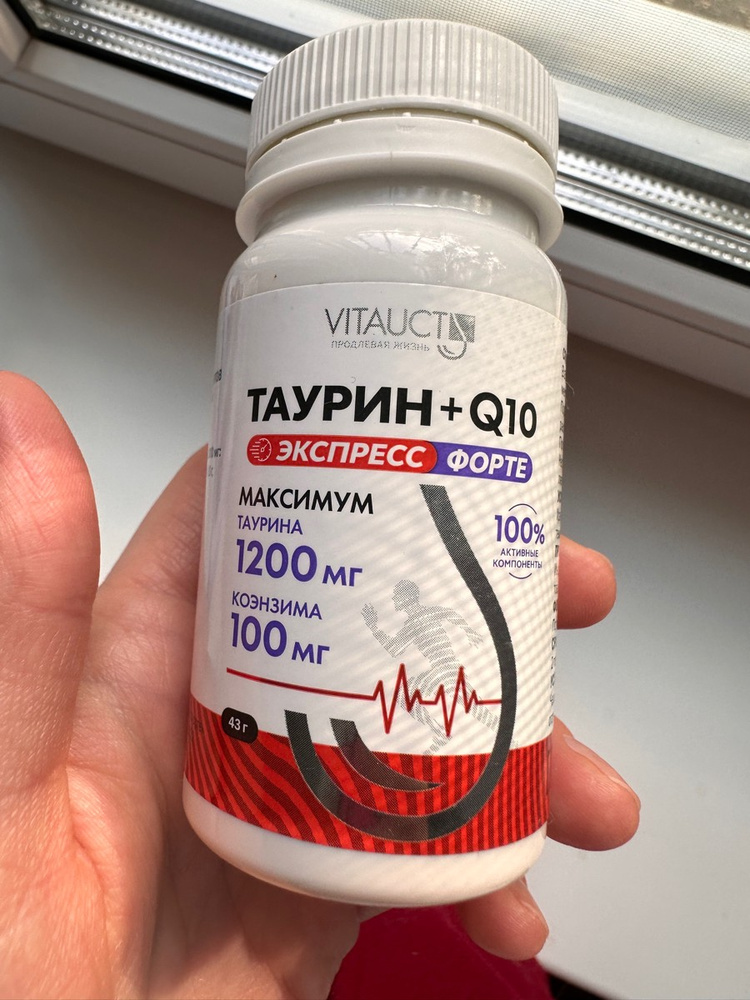 VITAUCT
ПРОДЛЕВАЯ ЖИЗНЬ
ТАУРИН + Q10
ЭКСПРЕСС ФОРТЕ
МАКСИМУМ
ТАУРИНА
1200 мг
КОЭНЗИМА
100 мг
100%
АКТИВНЫЕ
КОМПОНЕНТЫ
43 г